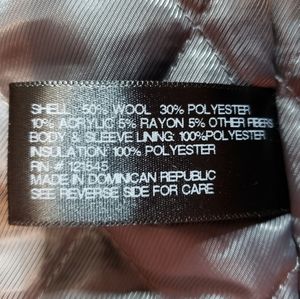 SHELL: 50% WOOL 30% POLYESTER
10% ACRYLIC 5% RAYON 5% OTHER FIBERS
BODY & SLEEVE LINING: 100%POLYESTER
INSULATION: 100% POLYESTER
RN # 121545
MADE IN DOMINICAN REPUBLIC
SEE REVERSE SIDE FOR CARE